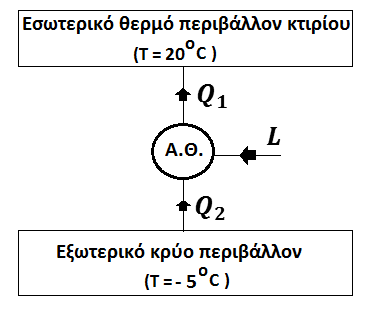 Εσωτερικό θερμό περιβάλλον κτιρίου
(T = 20°C )
Q1
L
Α.Θ.
Q2
Εξωτερικό κρύο περιβάλλον
(T = - 5°C )